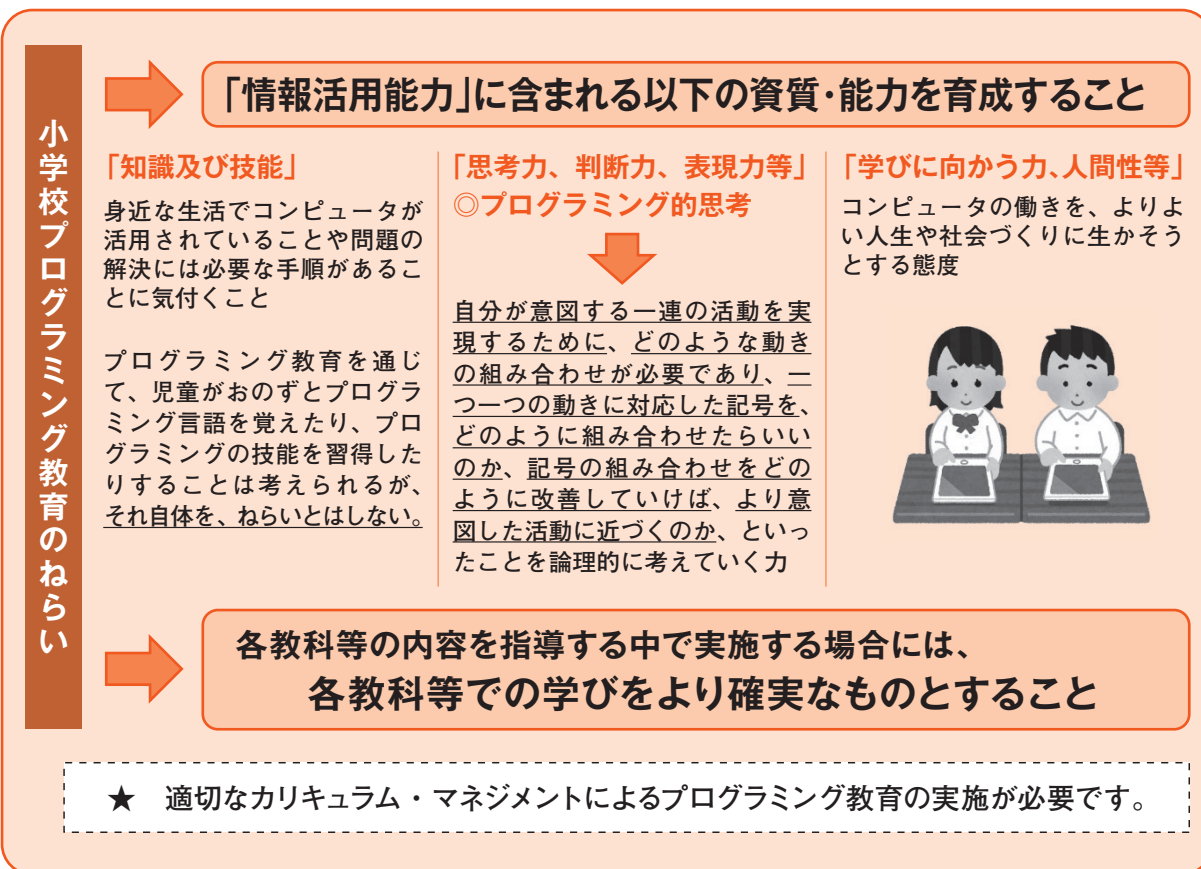 小学校プログラミング教育のねらい
「情報活用能力」に含まれる以下の資質・能力を育成すること
「知識及び技能」
身近な生活でコンピュータが
活用されていることや問題の
解決には必要な手順があるこ
とに気付くこと
プログラミング教育を通じ
て、児童がおのずとプログラ
ミング言語を覚えたり、プロ
グラミングの技能を習得した
りすることは考えられるが、
それ自体を、ねらいとはしない。
「思考力、判断力、表現力等」
◎プログラミング的思考
自分が意図する一連の活動を実
現するために、どのような動き
の組み合わせが必要であり、一
つ一つの動きに対応した記号を、
どのように組み合わせたらいい
のか、記号の組み合わせをどの
ように改善していけば、より意
図した活動に近づくのか、といっ
たことを論理的に考えていく力
「学びに向かう力、人間性等」
コンピュータの働きを、よりよ
い人生や社会づくりに生かそう
とする態度
各教科等の内容を指導する中で実施する場合には、
各教科等での学びをより確実なものとすること
★ 適切なカリキュラム・マネジメントによるプログラミング教育の実施が必要です。